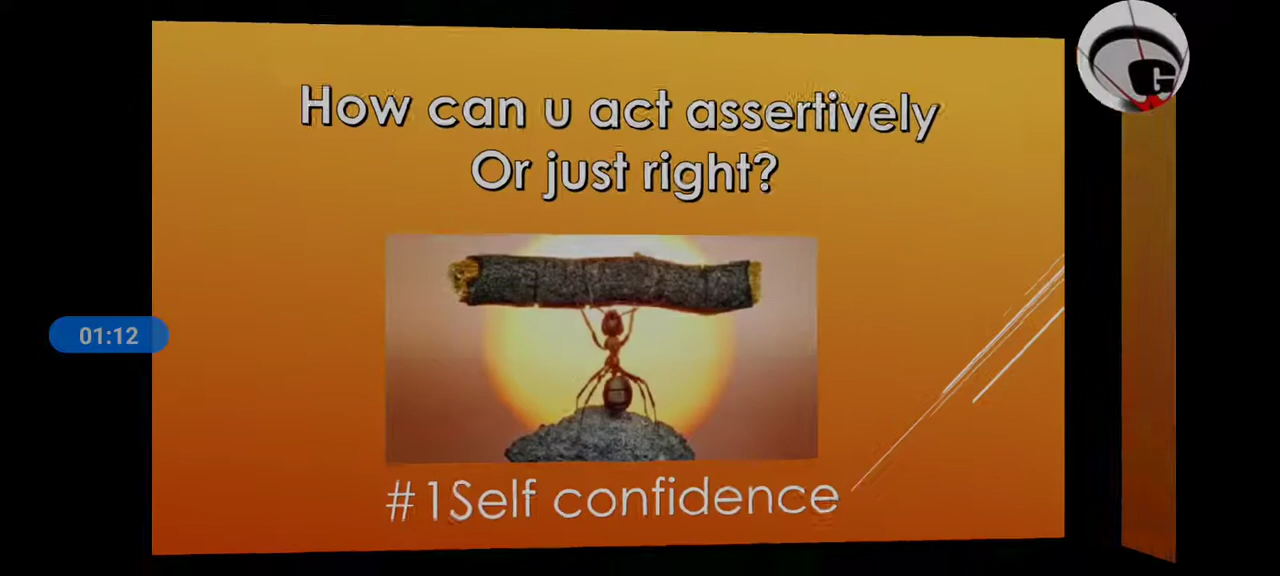 How can u act assertively
Or just right?
01:12
#1Self confidence
G